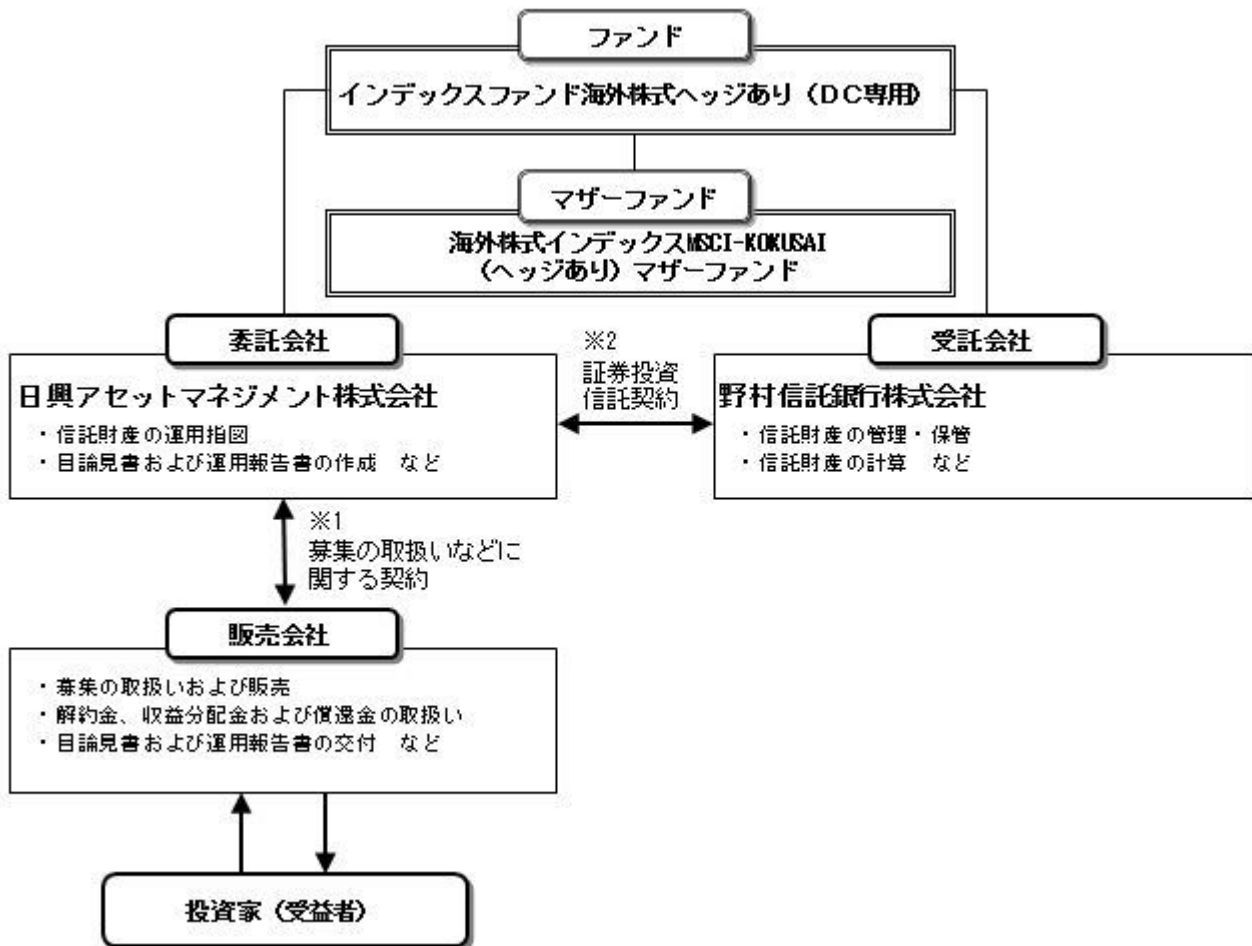 ファンド
インデックスファンド海外株式ヘッジあり（DC専用）
マザーファンド
海外株式インデックスMSCI-KOKUSAI
（ヘッジあり）マザーファンド
委託会社
日興アセットマネジメント株式会社
・信託財産の運用指図
・目論見書および運用報告書の作成　など
※2
証券投資
信託契約
受託会社
野村信託銀行株式会社
・信託財産の管理・保管
・信託財産の計算　など
※1
募集の取扱いなどに
関する契約
販売会社
・募集の取扱いおよび販売
・解約金、収益分配金および償還金の取扱い
・目論見書および運用報告書の交付　など
投資家（受益者）